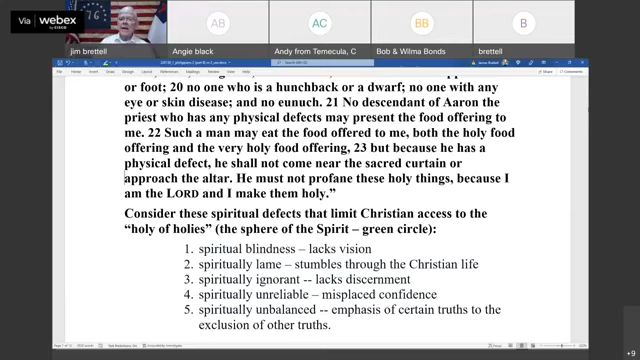 Via webex
BY CISCO
76
AB
AC
BB
B
jim brettell
Angie black
Andy from Temecula, C
Bob & Wilma Bonds
brettell
or foot; 20 no one who is a hunchback or a dwarf; no one with any
eye or skin disease; and no eunuch. 21 No descendant of Aaron the
priest who has any physical defects may present the food offering to
me. 22 Such a man may eat the food offered to me, both the holy food
offering and the very holy food offering, 23 but because he has a
physical defect, he shall not come near the sacred curtain or
approach the altar. He must not profane these holy things, because I
am the LORD and I make them holy.”
Consider these spiritual defects that limit Christian access to the
“holy of holies” (the sphere of the Spirit – green circle):
1. spiritual blindness – lacks vision
2. spiritually lame – stumbles through the Christian life
3. spiritually ignorant -- lacks discernment
4. spiritually unreliable – misplaced confidence
5. spiritually unbalanced -- emphasis of certain truths to the
exclusion of other truths.
+9